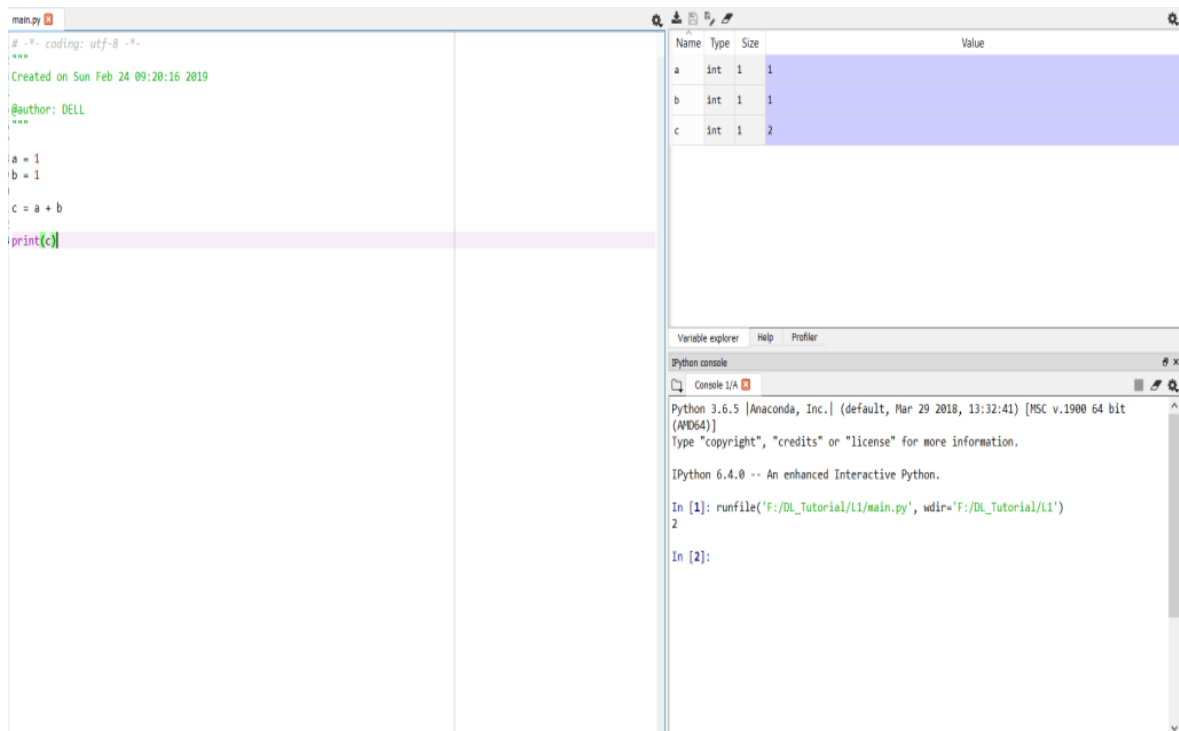 main.py
# -*- coding: utf-8 -*-
"""
Created on Sun Feb 24 09:20:16 2019
@author: DELL
"""
a = 1
b = 1
c = a + b
print(c)
Name Type Size Value
a int 1 1
b int 1 1
c int 1 2
Variable explorer Help Profiler
IPython console
Console 1/A
Python 3.6.5 |Anaconda, Inc.| (default, Mar 29 2018, 13:32:41) [MSC v.1900 64 bit
(AMD64)]
Type "copyright", "credits" or "license" for more information.
IPython 6.4.0 -- An enhanced Interactive Python.
In [1]: runfile('F:/DL_Tutorial/L1/main.py', wdir='F:/DL_Tutorial/L1')
2
In [2]: